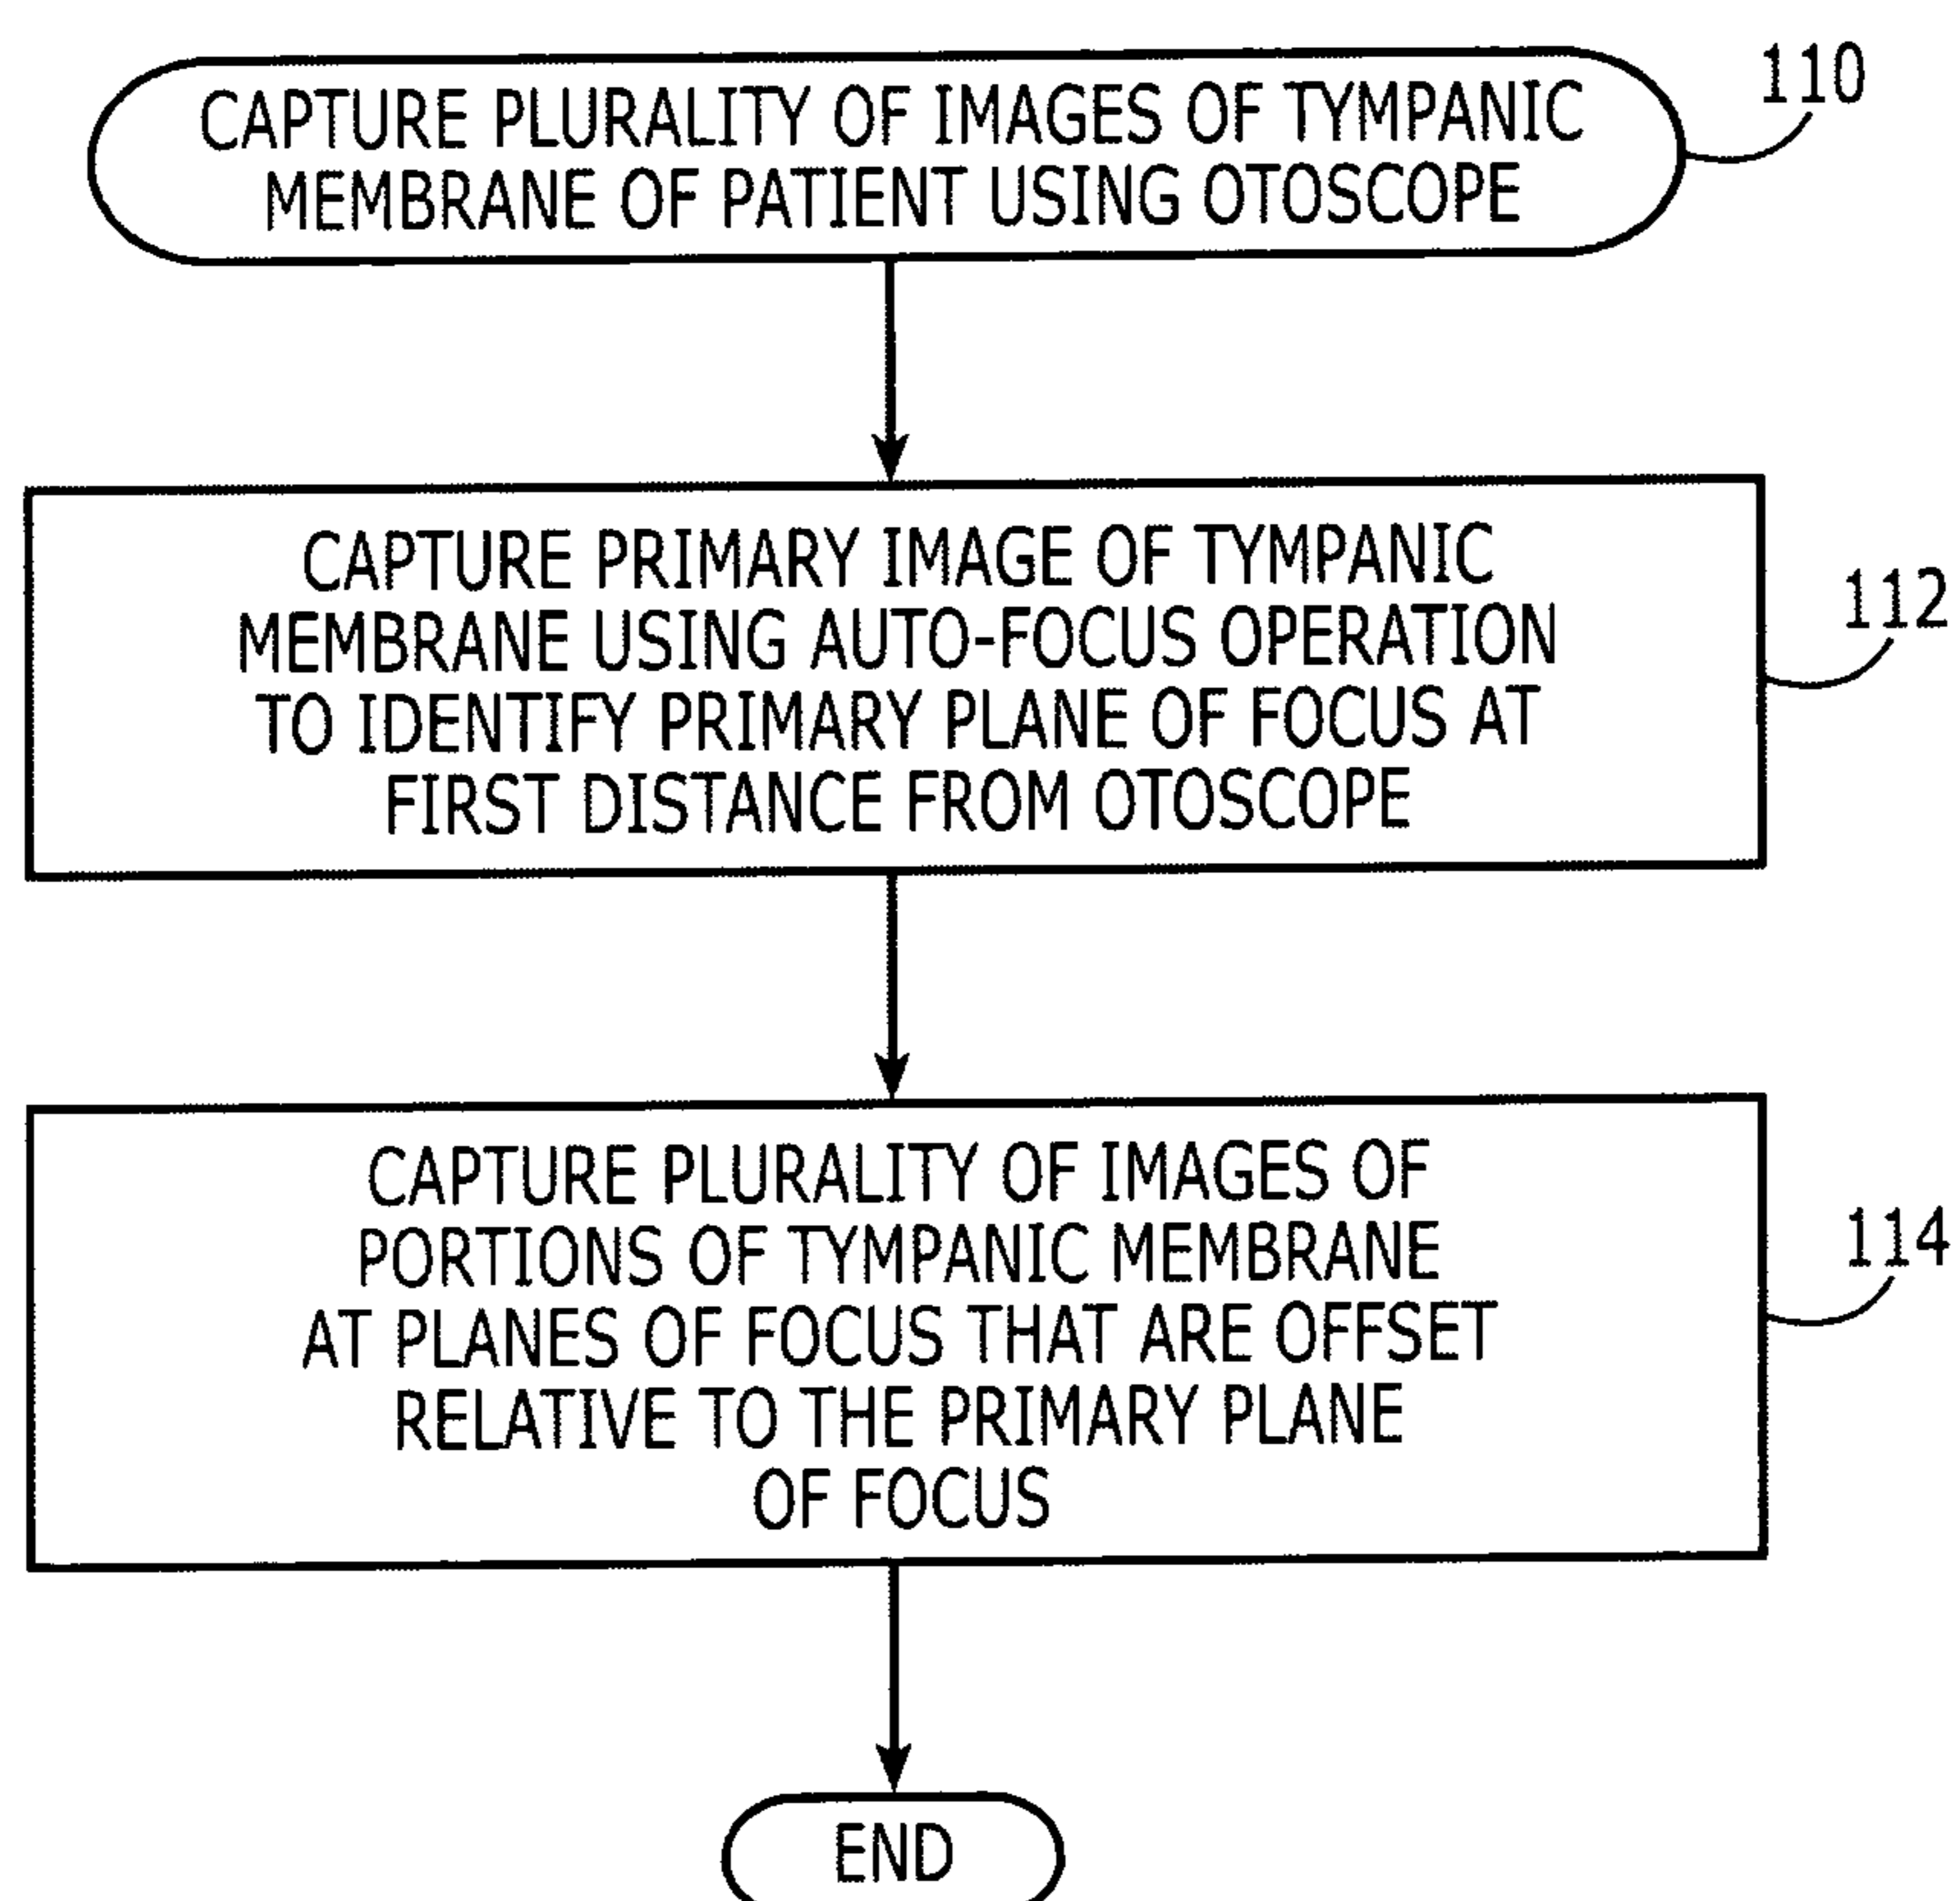 CAPTURE PLURALITY OF IMAGES OF TYMPANIC
MEMBRANE OF PATIENT USING OTOSCOPE
110
CAPTURE PRIMARY IMAGE OF TYMPANIC
MEMBRANE USING AUTO-FOCUS OPERATION
TO IDENTIFY PRIMARY PLANE OF FOCUS AT
FIRST DISTANCE FROM OTOSCOPE
112
CAPTURE PLURALITY OF IMAGES OF
PORTIONS OF TYMPANIC MEMBRANE
AT PLANES OF FOCUS THAT ARE OFFSET
RELATIVE TO THE PRIMARY PLANE
OF FOCUS
114
END